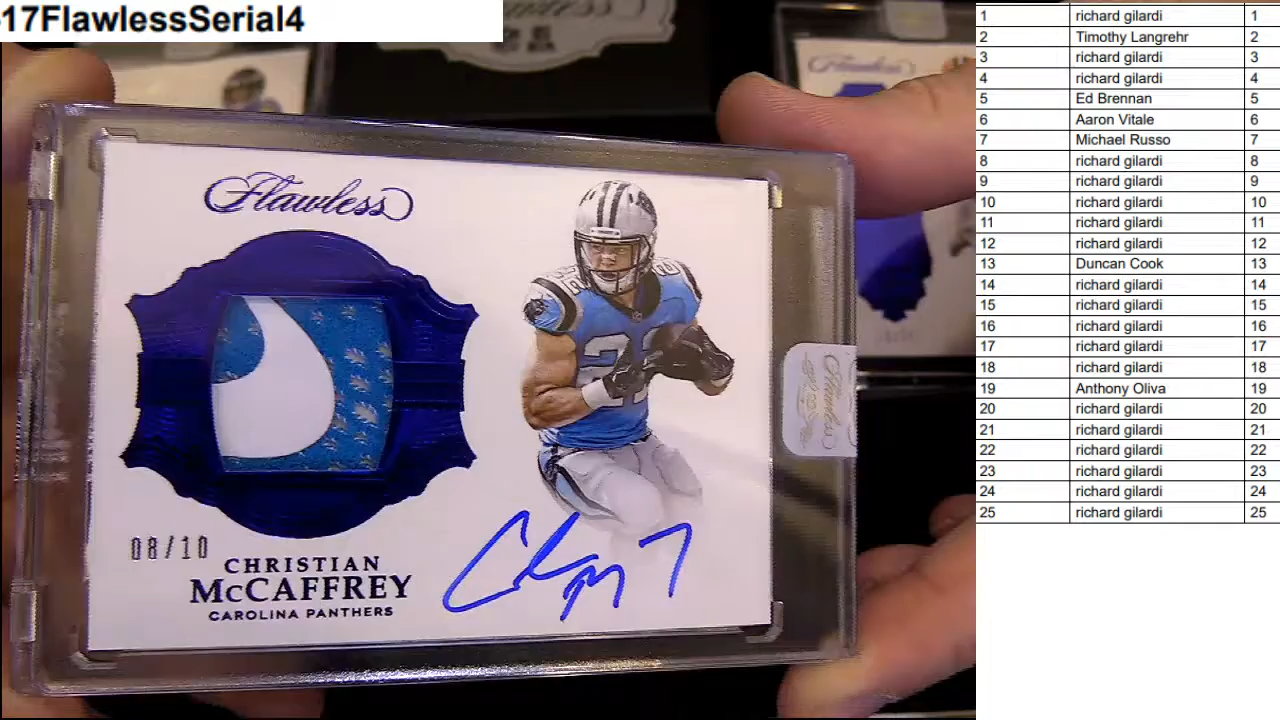 17FlawlessSerial4
Flawless
08/10
CHRISTIAN
McCAFFREY
CAROLINA PANTHERS
Flawless
Flawless
1 richard gilardi 1
2 Timothy Langrehr 2
3 richard gilardi 3
4 richard gilardi 4
5 Ed Brennan 5
6 Aaron Vitale 6
7 Michael Russo 7
8 richard gilardi 8
9 richard gilardi 9
10 richard gilardi 10
11 richard gilardi 11
12 richard gilardi 12
13 Duncan Cook 13
14 richard gilardi 14
15 richard gilardi 15
16 richard gilardi 16
17 richard gilardi 17
18 richard gilardi 18
19 Anthony Oliva 19
20 richard gilardi 20
21 richard gilardi 21
22 richard gilardi 22
23 richard gilardi 23
24 richard gilardi 24
25 richard gilardi 25